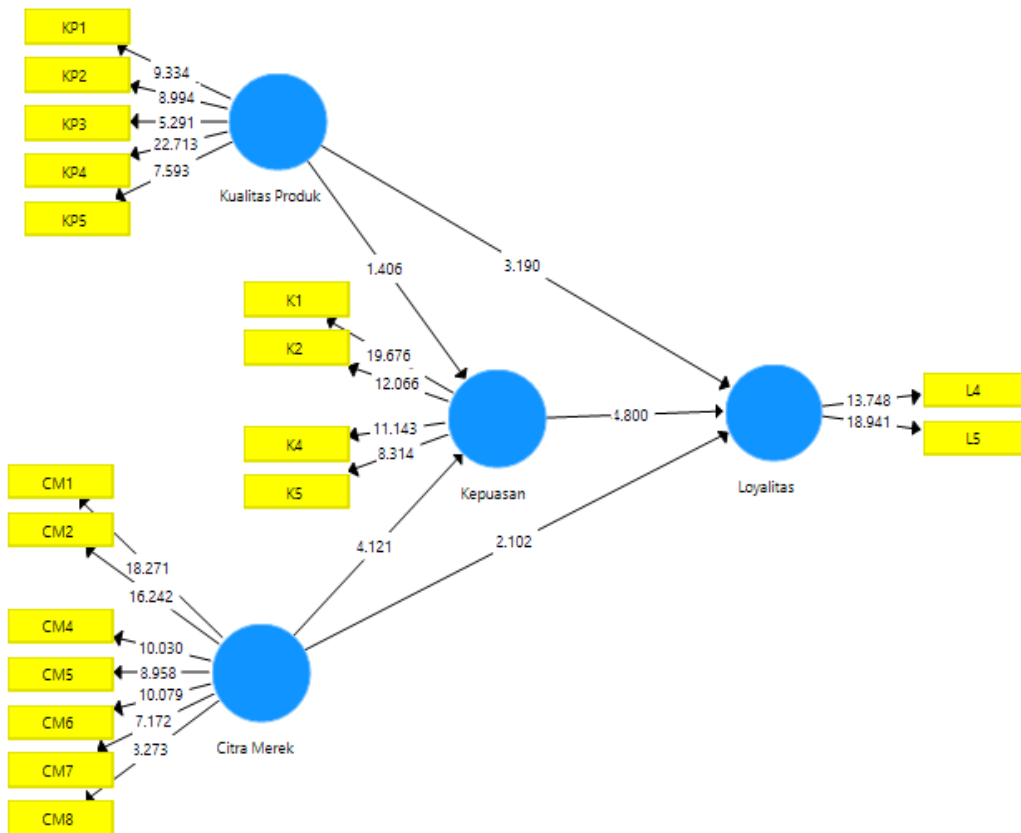 KP1
KP2
KP3
KP4
KP5
9.334
8.994
5.291
22.713
7.593
Kualitas Produk
1.406
3.190
K1
K2
K4
K5
19.676
12.066
11.143
8.314
Kepuasan
4.800
Loyalitas
13.748
18.941
L4
L5
CM1
CM2
CM4
CM5
CM6
CM7
CM8
18.271
16.242
10.030
8.958
10.079
7.172
3.273
Citra Merek
4.121
2.102